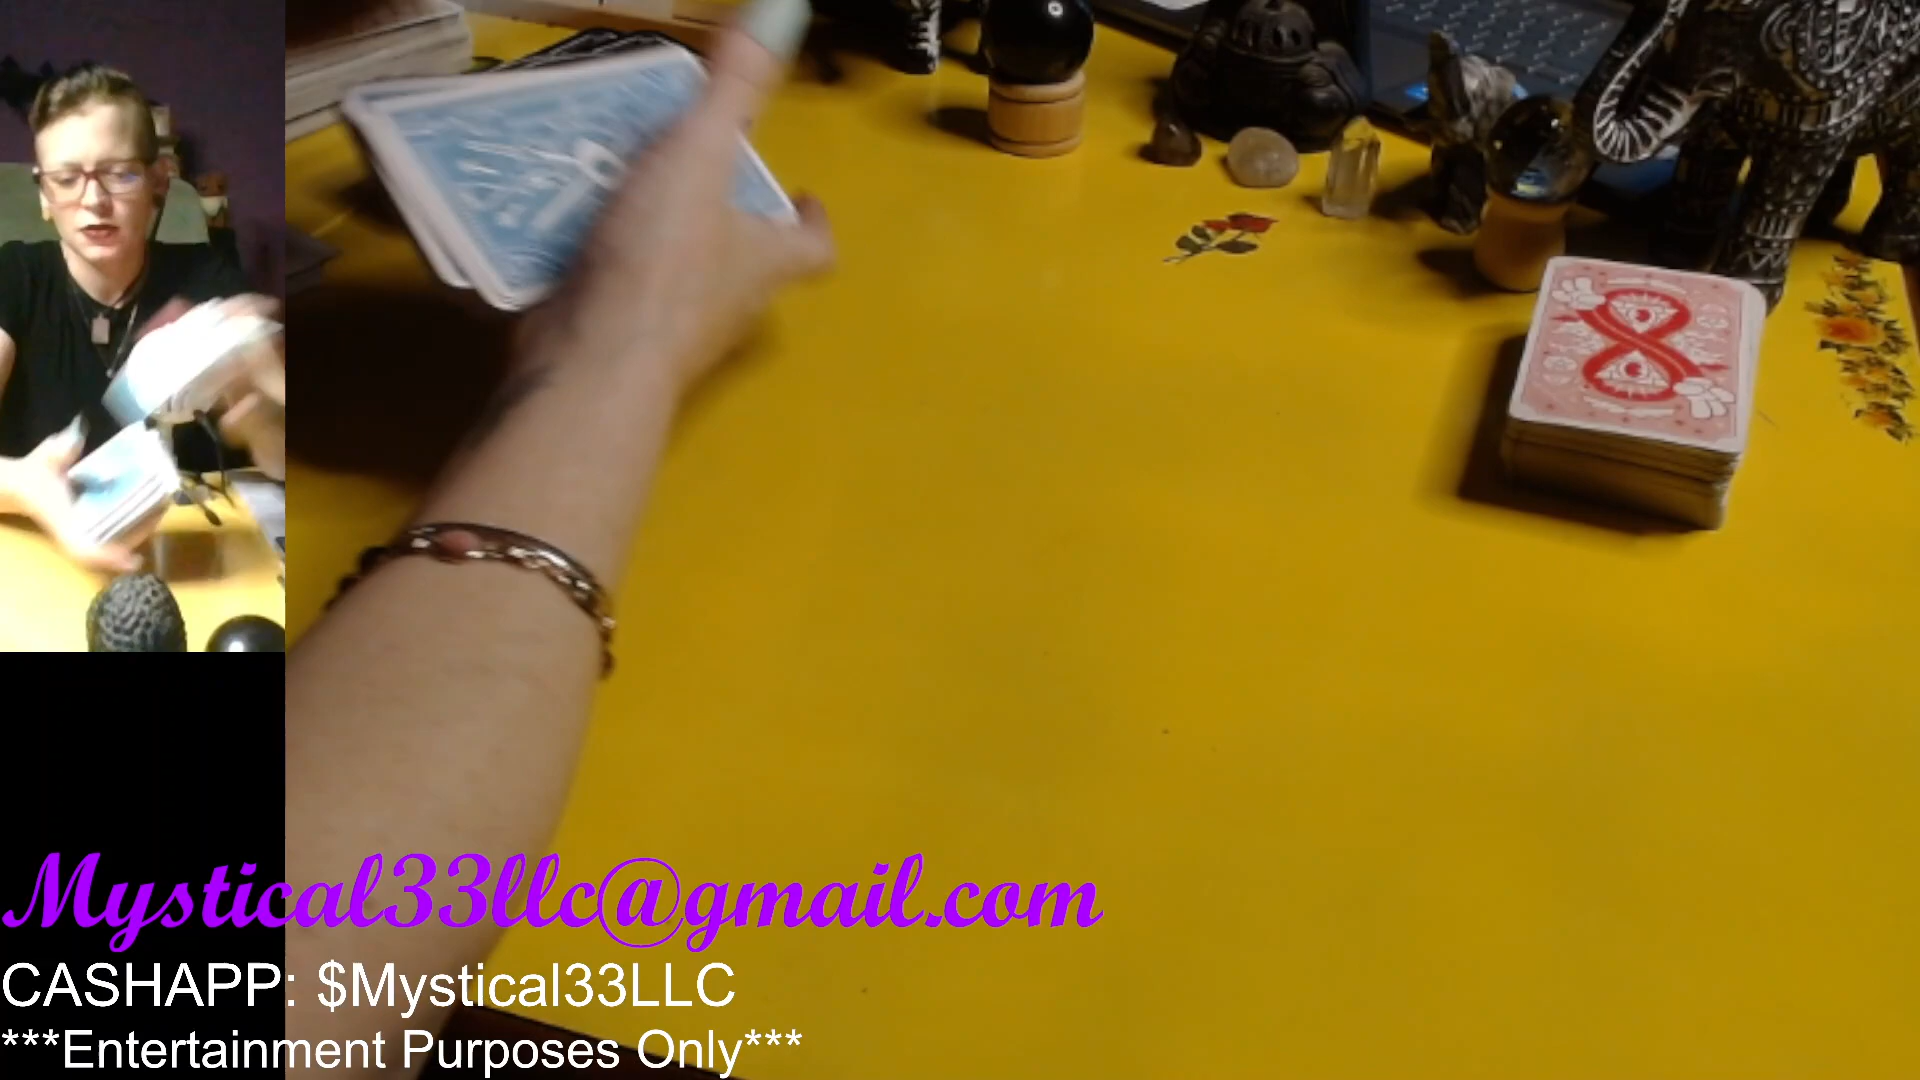 Mystical33llc@gmail.com
CASHAPP: $Mystical33LLC
***Entertainment Purposes Only***